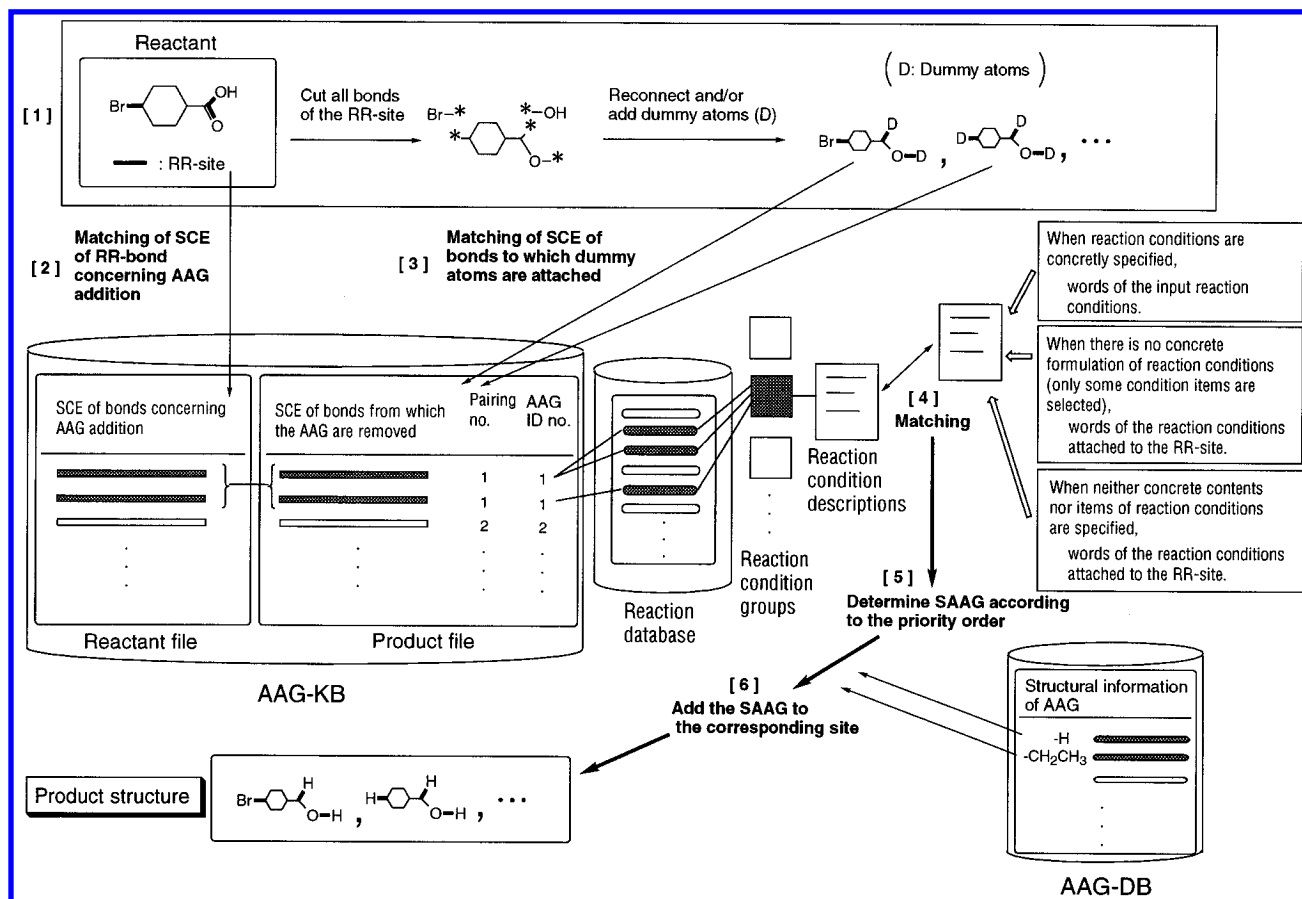 Reactant
[ 1 ]
Br
OH
O
: RR-site
Cut all bonds
of the RR-site
Br-*
*-OH
*
*
O-*
Reconnect and/or
add dummy atoms (D)
( D: Dummy atoms )
Br
D
O-D
,
D
D
O-D
, ···
[ 2 ]
Matching of SCE
of RR-bond
concerning AAG
addition
[ 3 ]
Matching of SCE of
bonds to which dummy
atoms are attached
When reaction conditions are
concretly specified,
words of the input reaction
conditions.
When there is no concrete
formulation of reaction conditions
(only some condition items are
selected),
words of the reaction conditions
attached to the RR-site.
When neither concrete contents
nor items of reaction conditions
are specified,
words of the reaction conditions
attached to the RR-site.
SCE of bonds concerning
AAG addition
Reactant file
SCE of bonds from which
the AAG are removed
Pairing
no.
AAG
ID no.
1 1
1 1
2 2
Product file
AAG-KB
Reaction
database
Reaction
condition
groups
Reaction
condition
descriptions
[ 4 ]
Matching
[ 5 ]
Determine SAAG according
to the priority order
[ 6 ]
Add the SAAG to
the corresponding site
Structural information
of AAG
-H
-CH2CH3
AAG-DB
Product structure
Br
H
O-H
,
H
H
O-H
, ···